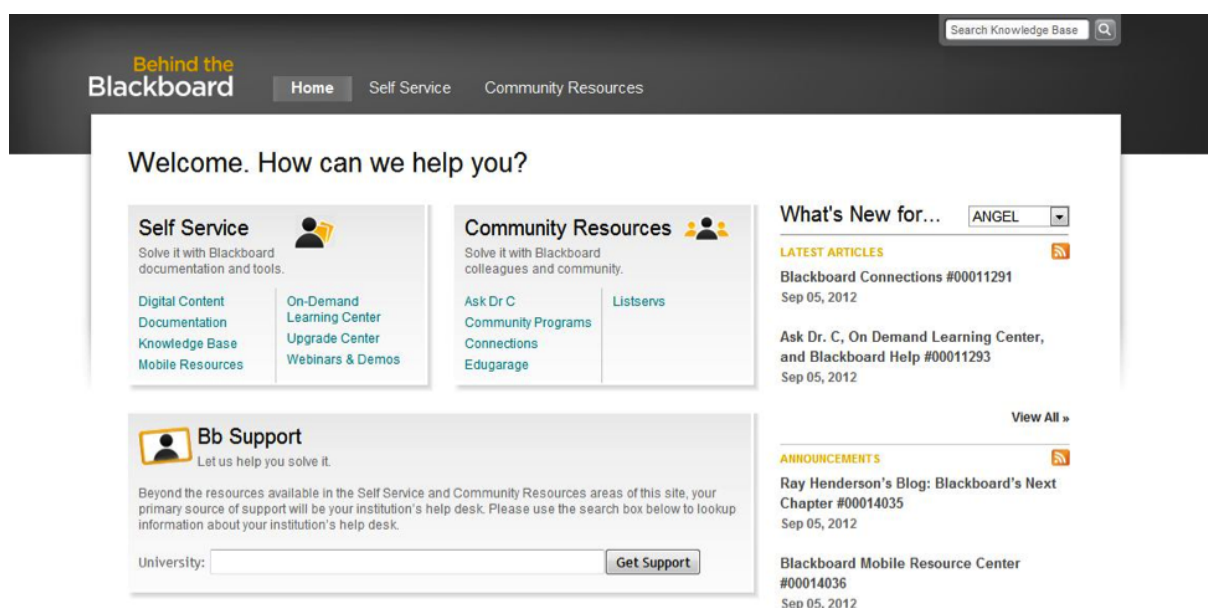 Search Knowledge Base
Behind the
Blackboard
Home Self Service Community Resources
Welcome. How can we help you?
Self Service
Solve it with Blackboard
documentation and tools.
Digital Content
Documentation
Knowledge Base
Mobile Resources
On-Demand
Learning Center
Upgrade Center
Webinars & Demos
Community Resources
Solve it with Blackboard
colleagues and community.
Ask Dr C
Community Programs
Connections
Edugarage
Listservs
Bb Support
Let us help you solve it.
Beyond the resources available in the Self Service and Community Resources areas of this site, your
primary source of support will be your institution's help desk. Please use the search box below to lookup
information about your institution's help desk.
University:
Get Support
What's New for... ANGEL
LATEST ARTICLES
Blackboard Connections #00011291
Sep 05, 2012
Ask Dr. C, On Demand Learning Center,
and Blackboard Help #00011293
Sep 05, 2012
View All »
ANNOUNCEMENTS
Ray Henderson's Blog: Blackboard's Next
Chapter #00014035
Sep 05, 2012
Blackboard Mobile Resource Center
#00014036
Sep 05, 2012